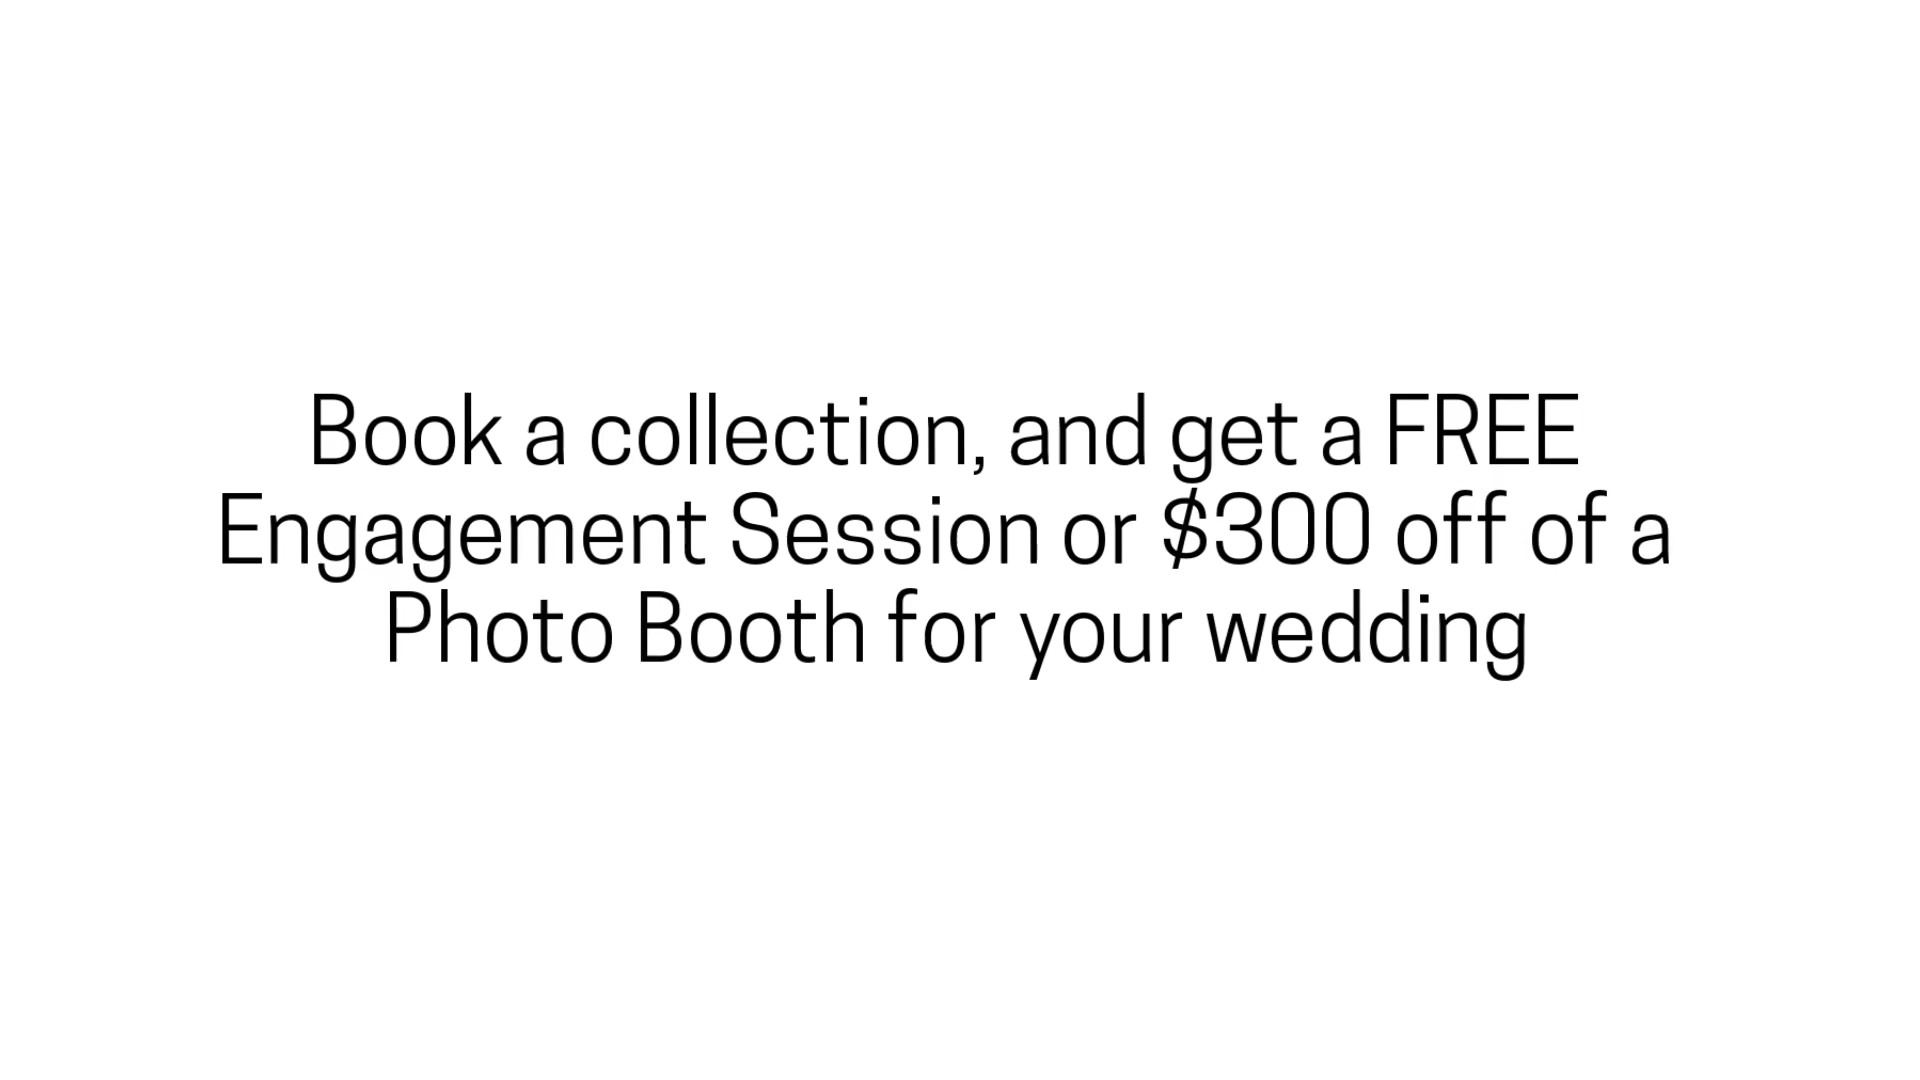 Book a collection, and get a FREE
Engagement Session or $300 off of a
Photo Booth for your wedding